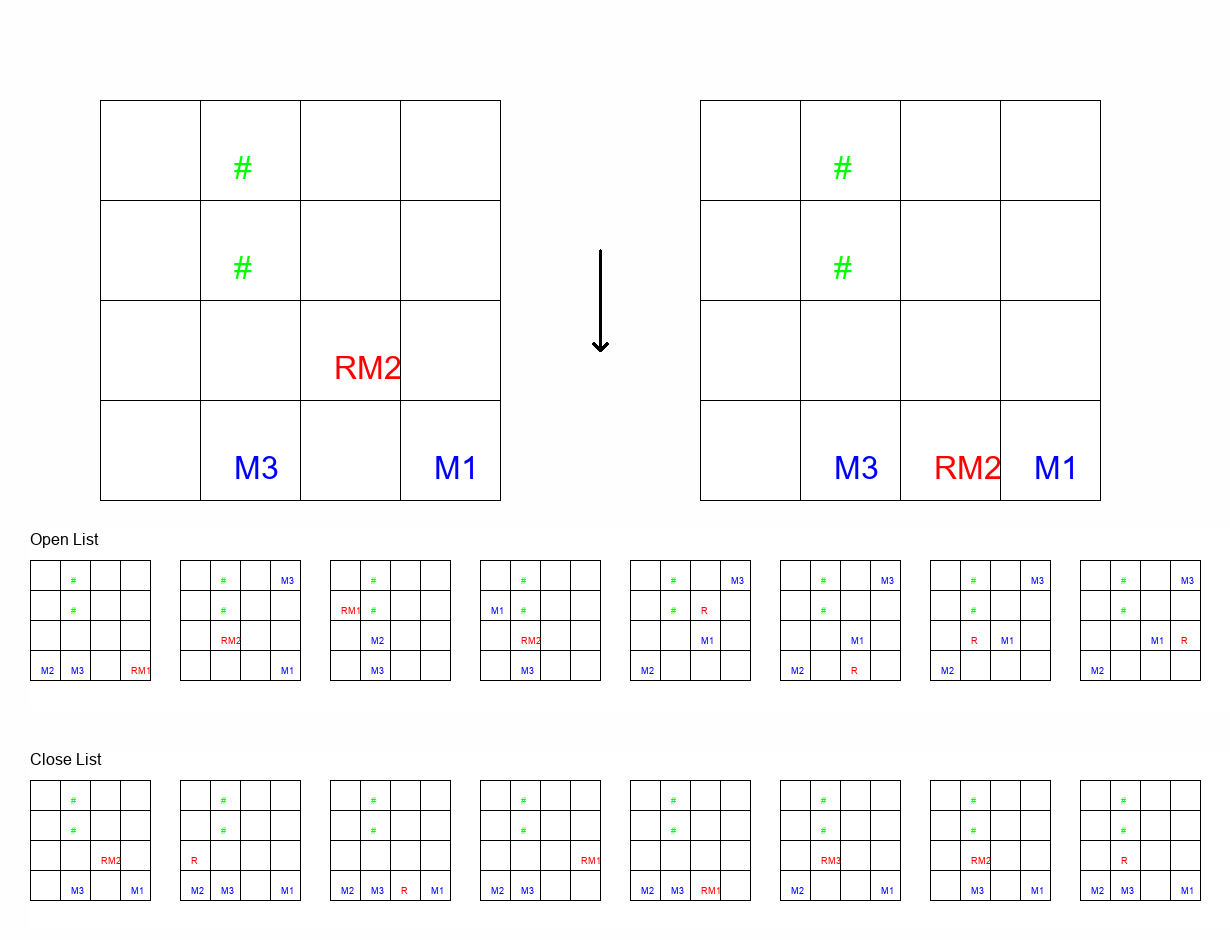 # #
# #
RM2
M3 M1 M3 RM2 M1
Open List
# # M3 # # # M3 # M3 # M3 # M3
# # RM1 # M1 # # R # # #
RM2 M2 RM2 M1 M1 R M1 M1 R
M2 M3 RM1 M1 M3 M3 M2 M2 R M2 M2
Close List
# # # # # # # #
# # # # # # # #
RM2 R RM1 RM3 RM2 R
M3 M1 M2 M3 M1 M2 M3 R M1 M2 M3 M2 M3 RM1 M2 M1 M3 M1 M2 M3 M1